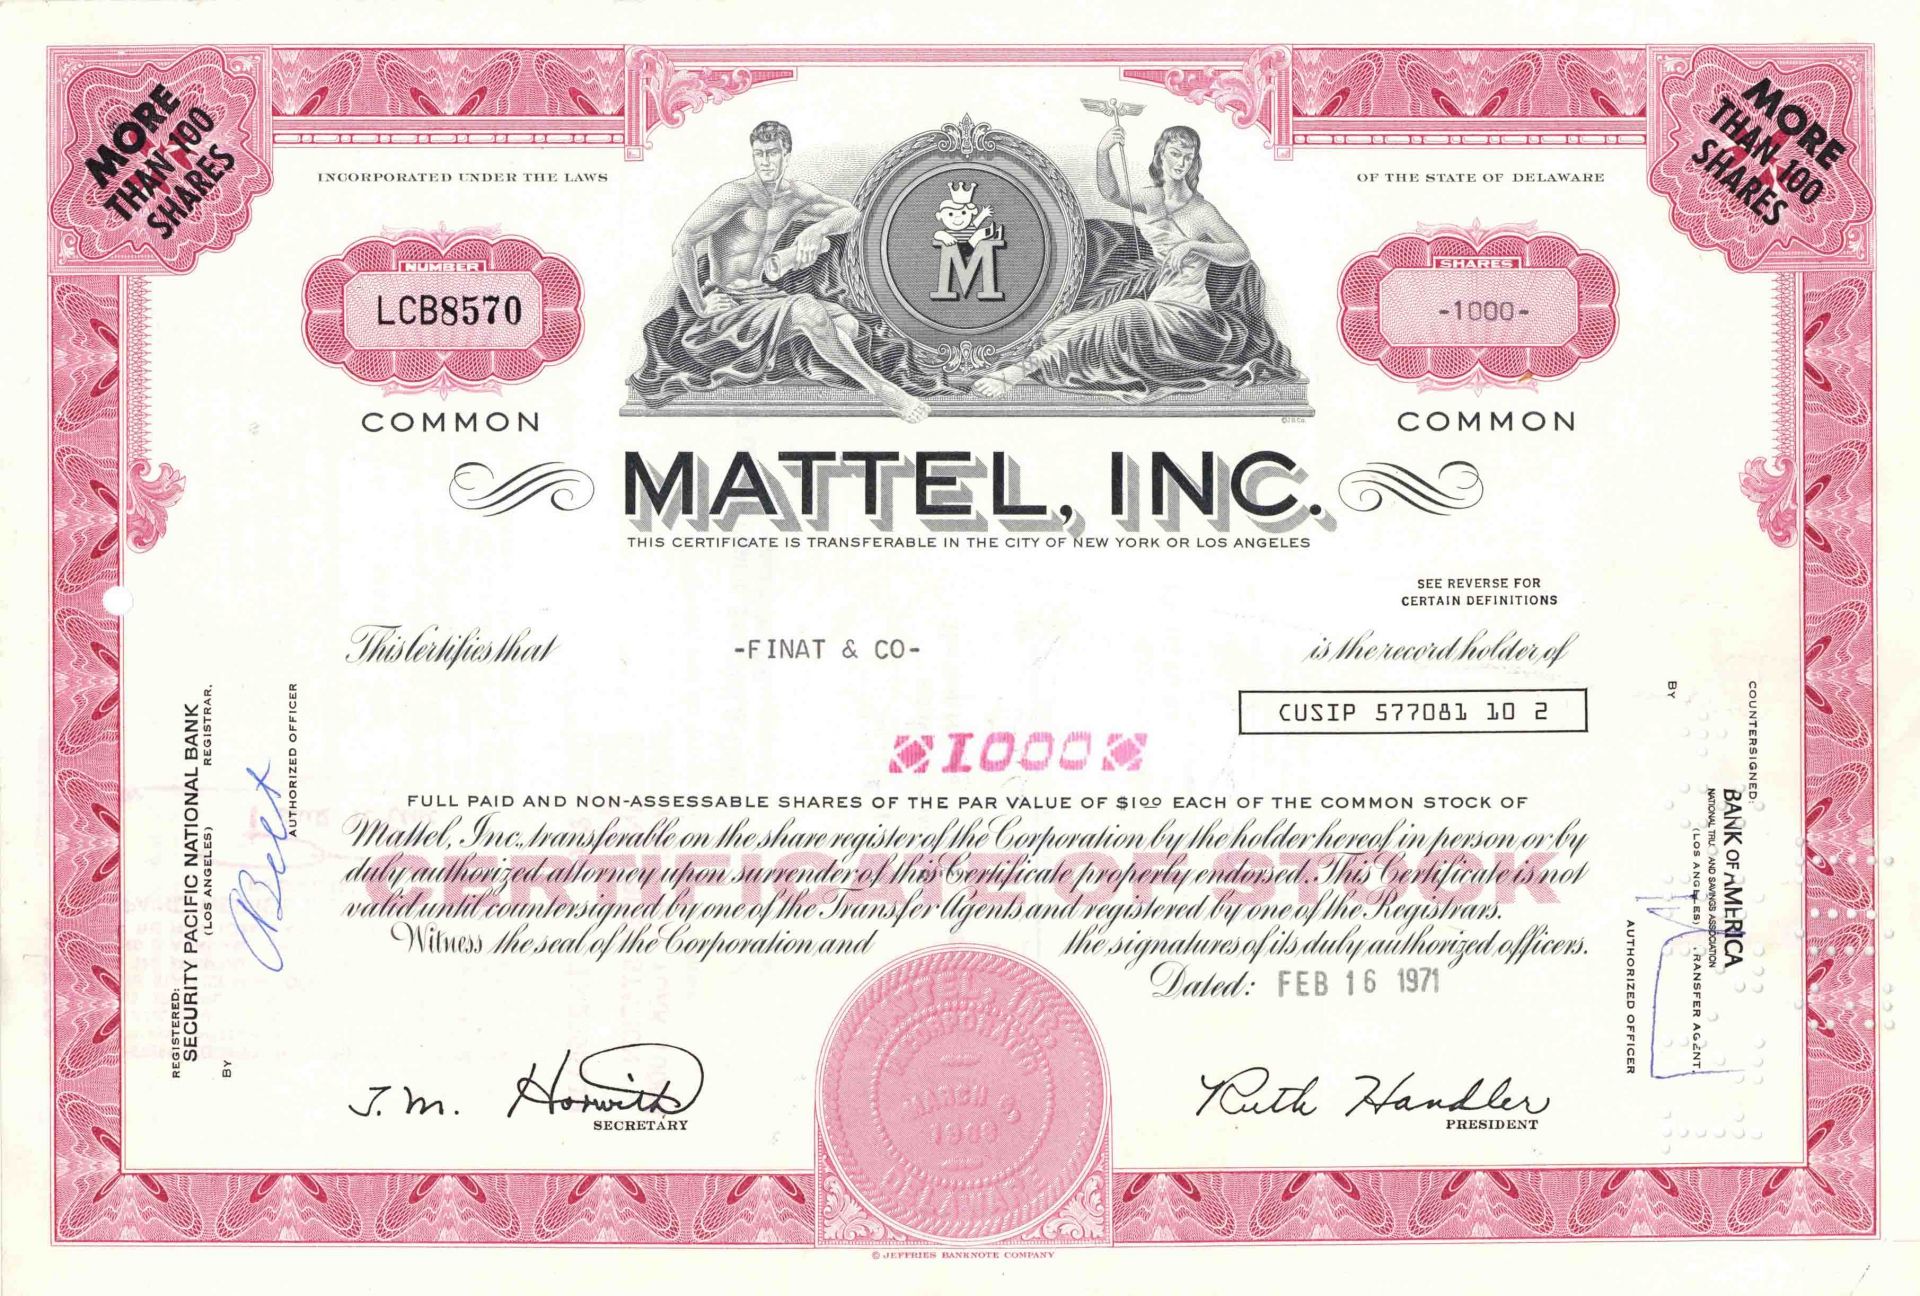 MORE
THAN 100
SHARES
MORE
THAN 100
SHARES
INCORPORATED UNDER THE LAWS
OF THE STATE OF DELAWARE
M
NUMBER
LCB8570
SHARES
-1000-
COMMON
COMMON
MATTEL, INC.
THIS CERTIFICATE IS TRANSFERABLE IN THE CITY OF NEW YORK OR LOS ANGELES
SEE REVERSE FOR
CERTAIN DEFINITIONS
This Certifies that -FINAT & CO- is the record holder of
CUSIP 577081 10 2
1000
FULL PAID AND NON-ASSESSABLE SHARES OF THE PAR VALUE OF $1.00 EACH OF THE COMMON STOCK OF
Mattel, Inc., transferable on the share register of the Corporation by the holder hereof in person or by
duly authorized attorney upon surrender of this Certificate properly endorsed. This Certificate is not
valid until countersigned by one of the Transfer Agents and registered by one of the Registrars.
CERTIFICATE OF STOCK
Witness the seal of the Corporation and the signatures of its duly authorized officers.
Dated: FEB 16 1971
J. M. Horwith
SECRETARY
Ruth Handler
PRESIDENT
MATTEL, INC.
INCORPORATED
MARCH
DELAWARE
© JEFFRIES BANKNOTE COMPANY
REGISTERED:
SECURITY PACIFIC NATIONAL BANK
(LOS ANGELES) REGISTRAR,
BY
AUTHORIZED OFFICER
COUNTERSIGNED:
BANK OF AMERICA
NATIONAL TRUST AND SAVINGS ASSOCIATION
(LOS ANGELES) TRANSFER AGENT,
BY
AUTHORIZED OFFICER